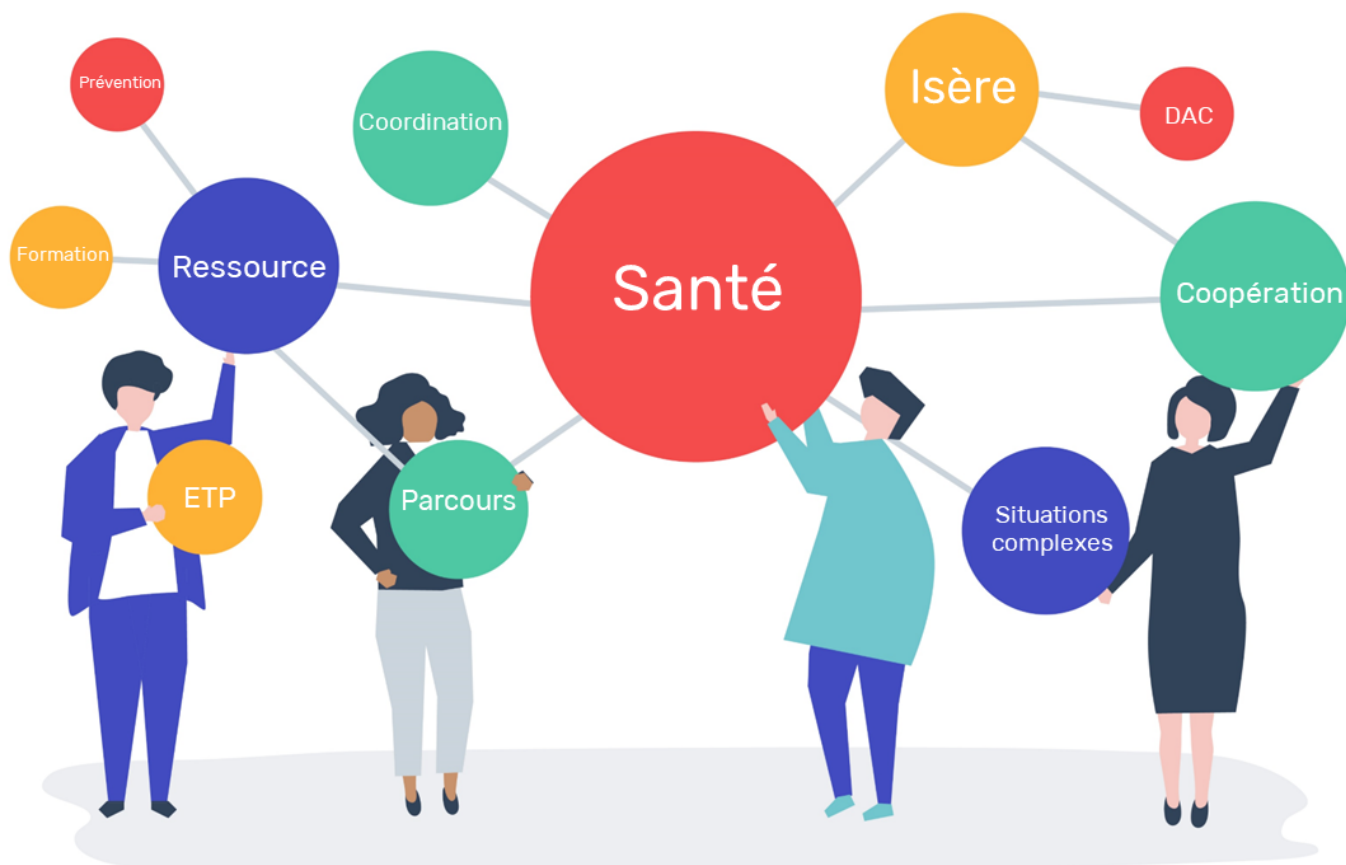 Prévention
Coordination
Isère
DAC
Formation
Ressource
Santé
Coopération
ETP
Parcours
Situations
complexes